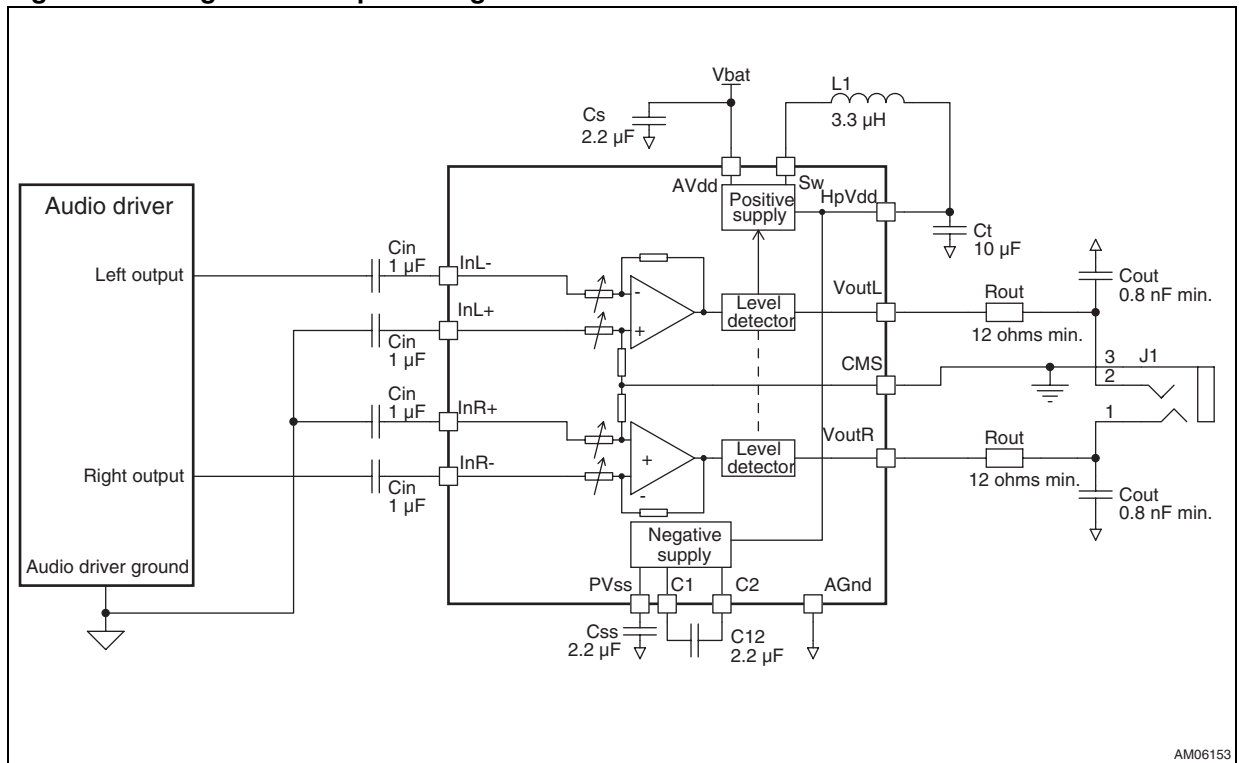 Vbat
L1
3.3 µH
Cs
2.2 µF
AVdd
Sw
HpVdd
Positive
supply
Ct
10 µF
Audio driver
Left output
Cin
1 µF
InL-
-
Level
detector
VoutL
Rout
12 ohms min.
Cout
0.8 nF min.
InL+
+
Cin
1 µF
CMS
3
J1
2
Cin
1 µF
InR+
1
+
Level
detector
VoutR
Rout
12 ohms min.
Right output
Cin
1 µF
InR-
-
Cout
0.8 nF min.
Negative
supply
Audio driver ground
PVss
C1
C2
AGnd
Css
2.2 µF
C12
2.2 µF
AM06153